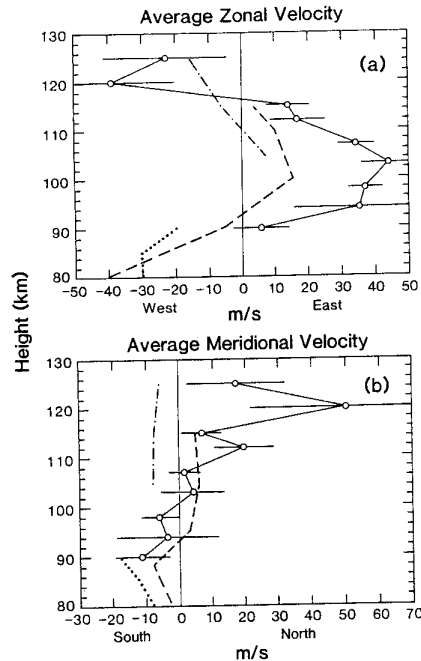 Average Zonal Velocity
130
(a)
120
110
100
90
80
-50 -40 -30 -20 -10 0 10 20 30 40 50
West East
m/s
Height (km)
Average Meridional Velocity
130
(b)
120
110
100
90
80
-30 -20 -10 0 10 20 30 40 50 60 70
South North
m/s